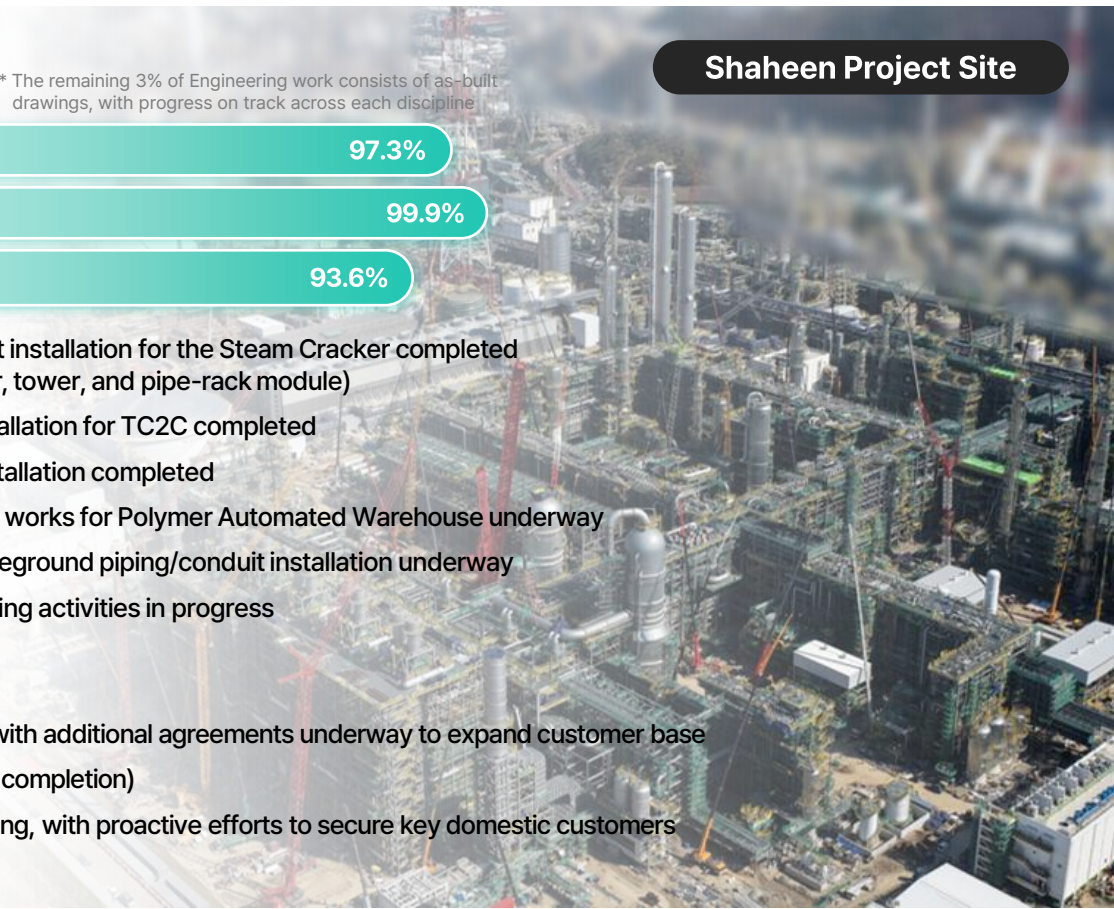 Shaheen Project Site
* The remaining 3% of Engineering work consists of as-built
drawings, with progress on track across each discipline
97.3%
99.9%
93.6%
t installation for the Steam Cracker completed
, tower, and pipe-rack module)
allation for TC2C completed
tallation completed
works for Polymer Automated Warehouse underway
eground piping/conduit installation underway
ing activities in progress
with additional agreements underway to expand customer base
completion)
ng, with proactive efforts to secure key domestic customers